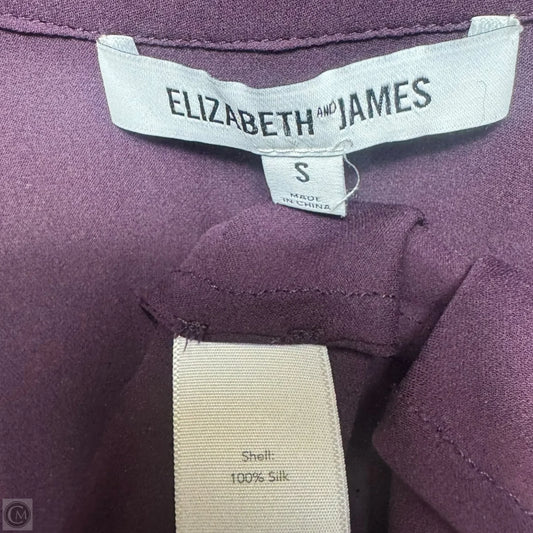 ELIZABETH AND JAMES
S
MADE
IN CHINA
Shell:
100% Silk